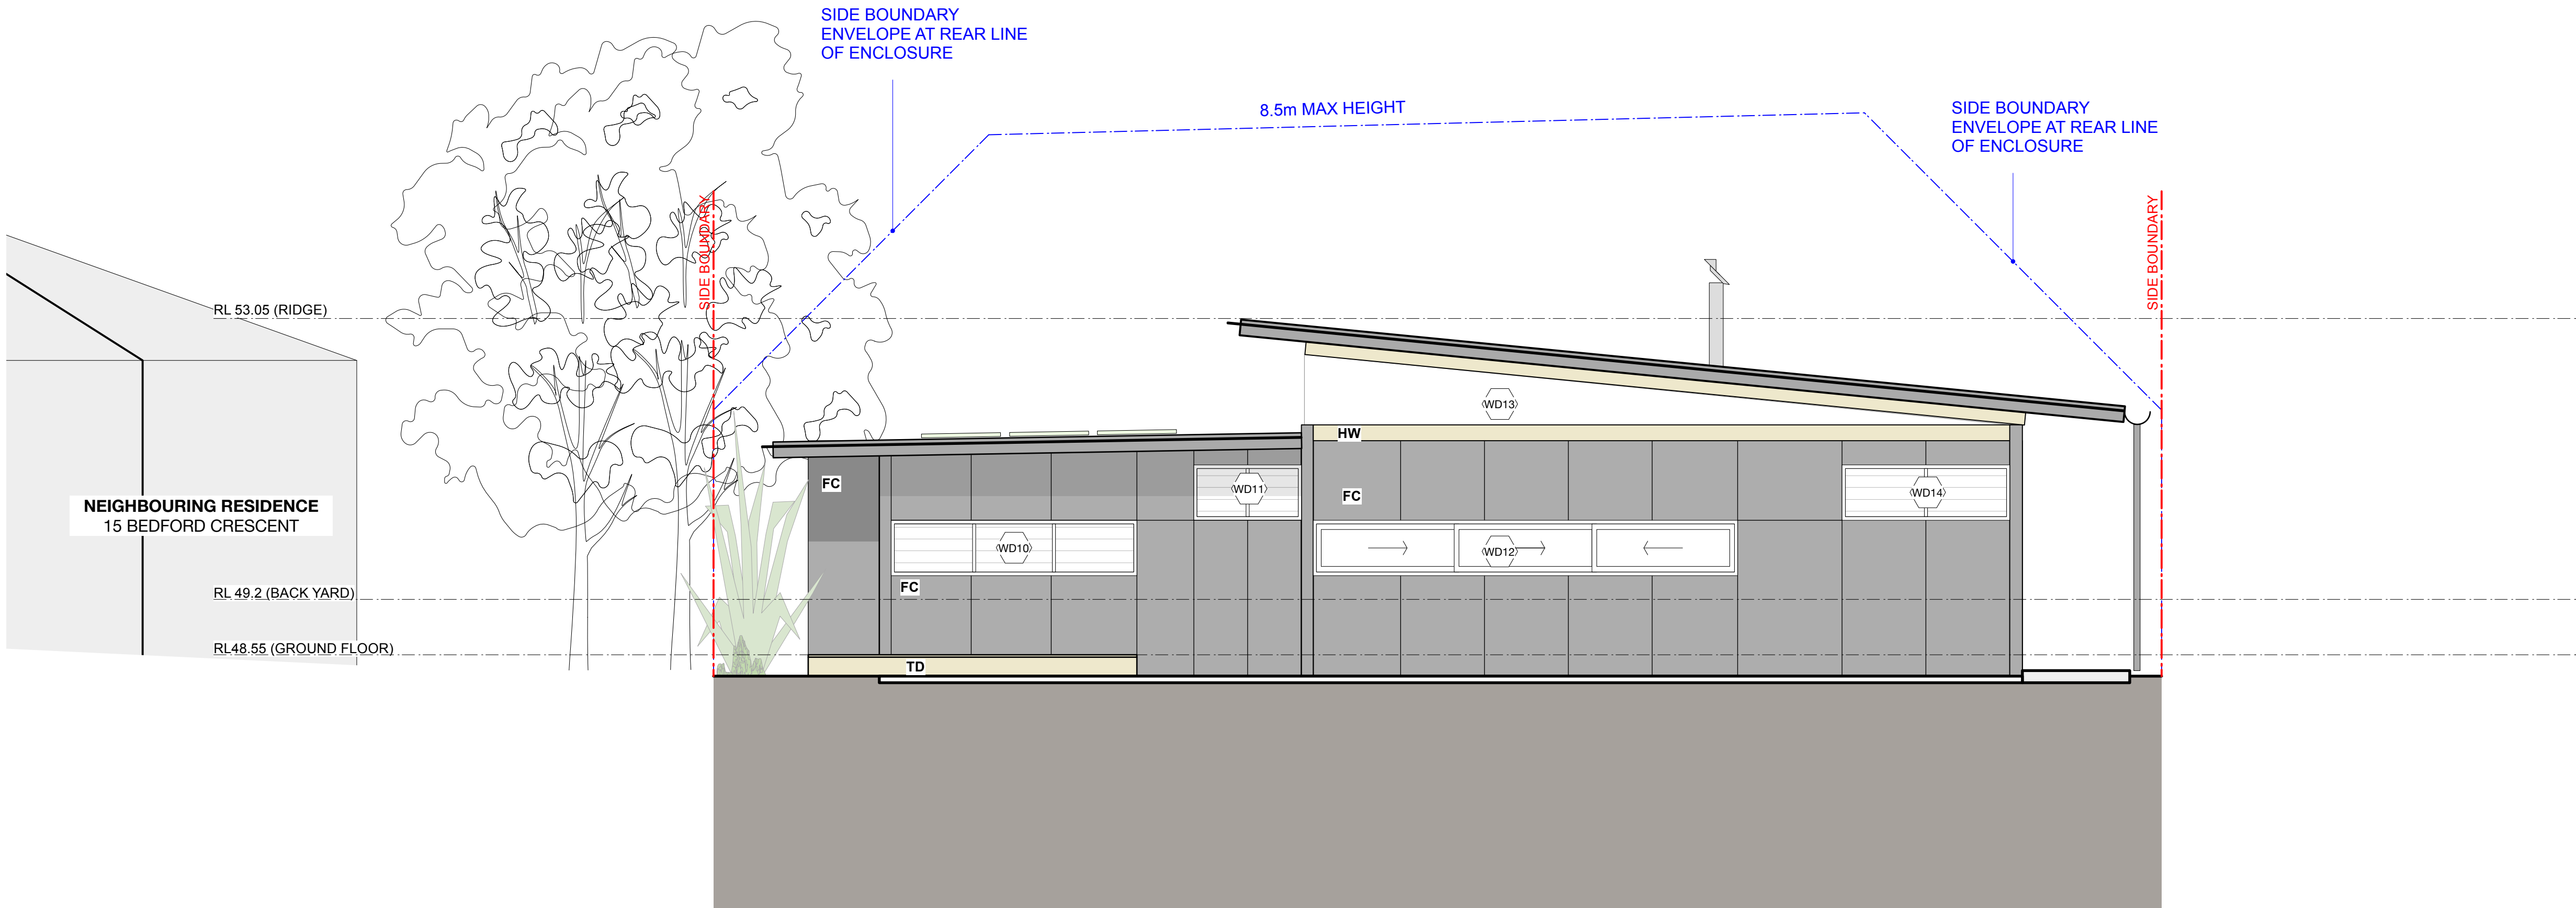 SIDE BOUNDARY
ENVELOPE AT REAR LINE
OF ENCLOSURE
8.5m MAX HEIGHT
SIDE BOUNDARY
ENVELOPE AT REAR LINE
OF ENCLOSURE
SIDE BOUNDARY
SIDE BOUNDARY
RL 53.05 (RIDGE)
WD13
HW
FC
WD11
FC
WD14
NEIGHBOURING RESIDENCE
15 BEDFORD CRESCENT
WD10
WD12
FC
RL 49.2 (BACK YARD)
RL48.55 (GROUND FLOOR)
TD